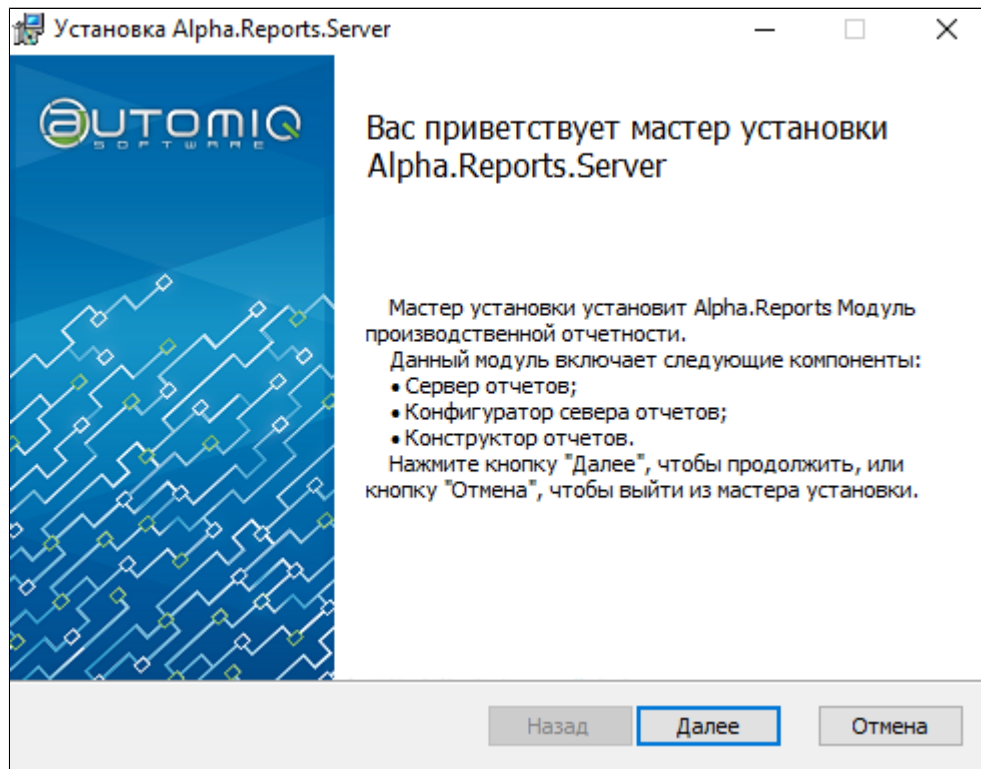 Установка Alpha.Reports.Server
AUTOMIQ
SOFTWARE
Вас приветствует мастер установки
Alpha.Reports.Server
Мастер установки установит Alpha.Reports Модуль
производственной отчетности.
Данный модуль включает следующие компоненты:
• Сервер отчетов;
• Конфигуратор севера отчетов;
• Конструктор отчетов.
Нажмите кнопку "Далее", чтобы продолжить, или
кнопку "Отмена", чтобы выйти из мастера установки.
Назад Далее Отмена